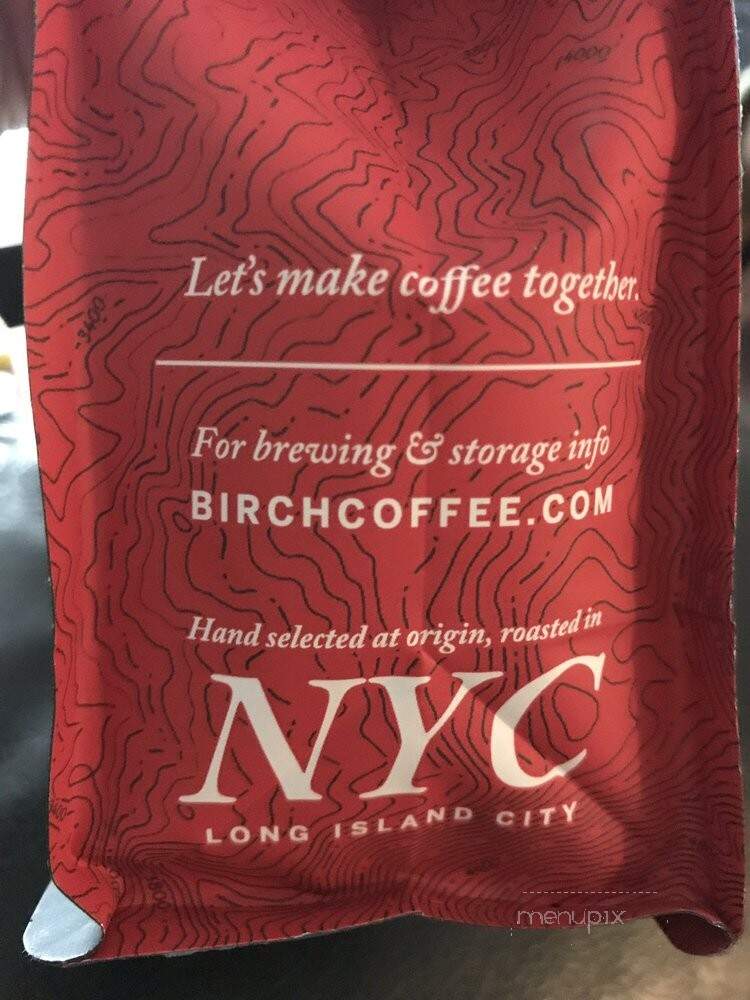 Let's make coffee together.
For brewing & storage info
BIRCHCOFFEE.COM
Hand selected at origin, roasted in
NYC
LONG ISLAND CITY
menupix